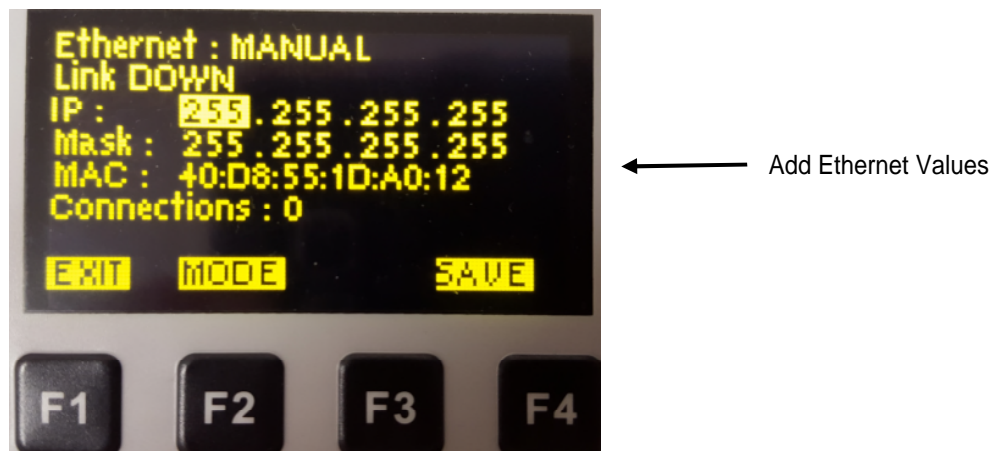 Ethernet : MANUAL
Link DOWN
IP : 255 . 255 . 255 . 255
Mask : 255 . 255 . 255 . 255
MAC : 40:D8:55:1D:A0:12
Connections : 0
EXIT MODE SAVE
F1 F2 F3 F4
Add Ethernet Values